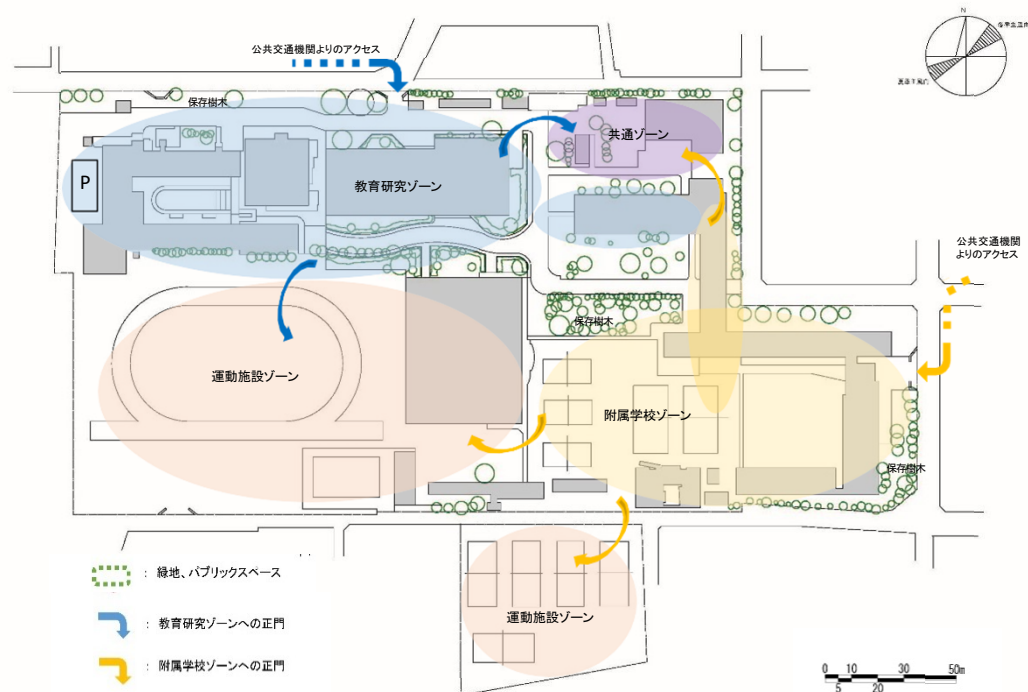 公共交通機関よりのアクセス
N
保存樹木
共通ゾーン
P
教育研究ゾーン
公共交通機関
よりのアクセス
保存樹木
運動施設ゾーン
附属学校ゾーン
保存樹木
: 緑地、パブリックスペース
: 教育研究ゾーンへの正門
運動施設ゾーン
: 附属学校ゾーンへの正門
0 10 30 50m
5 20